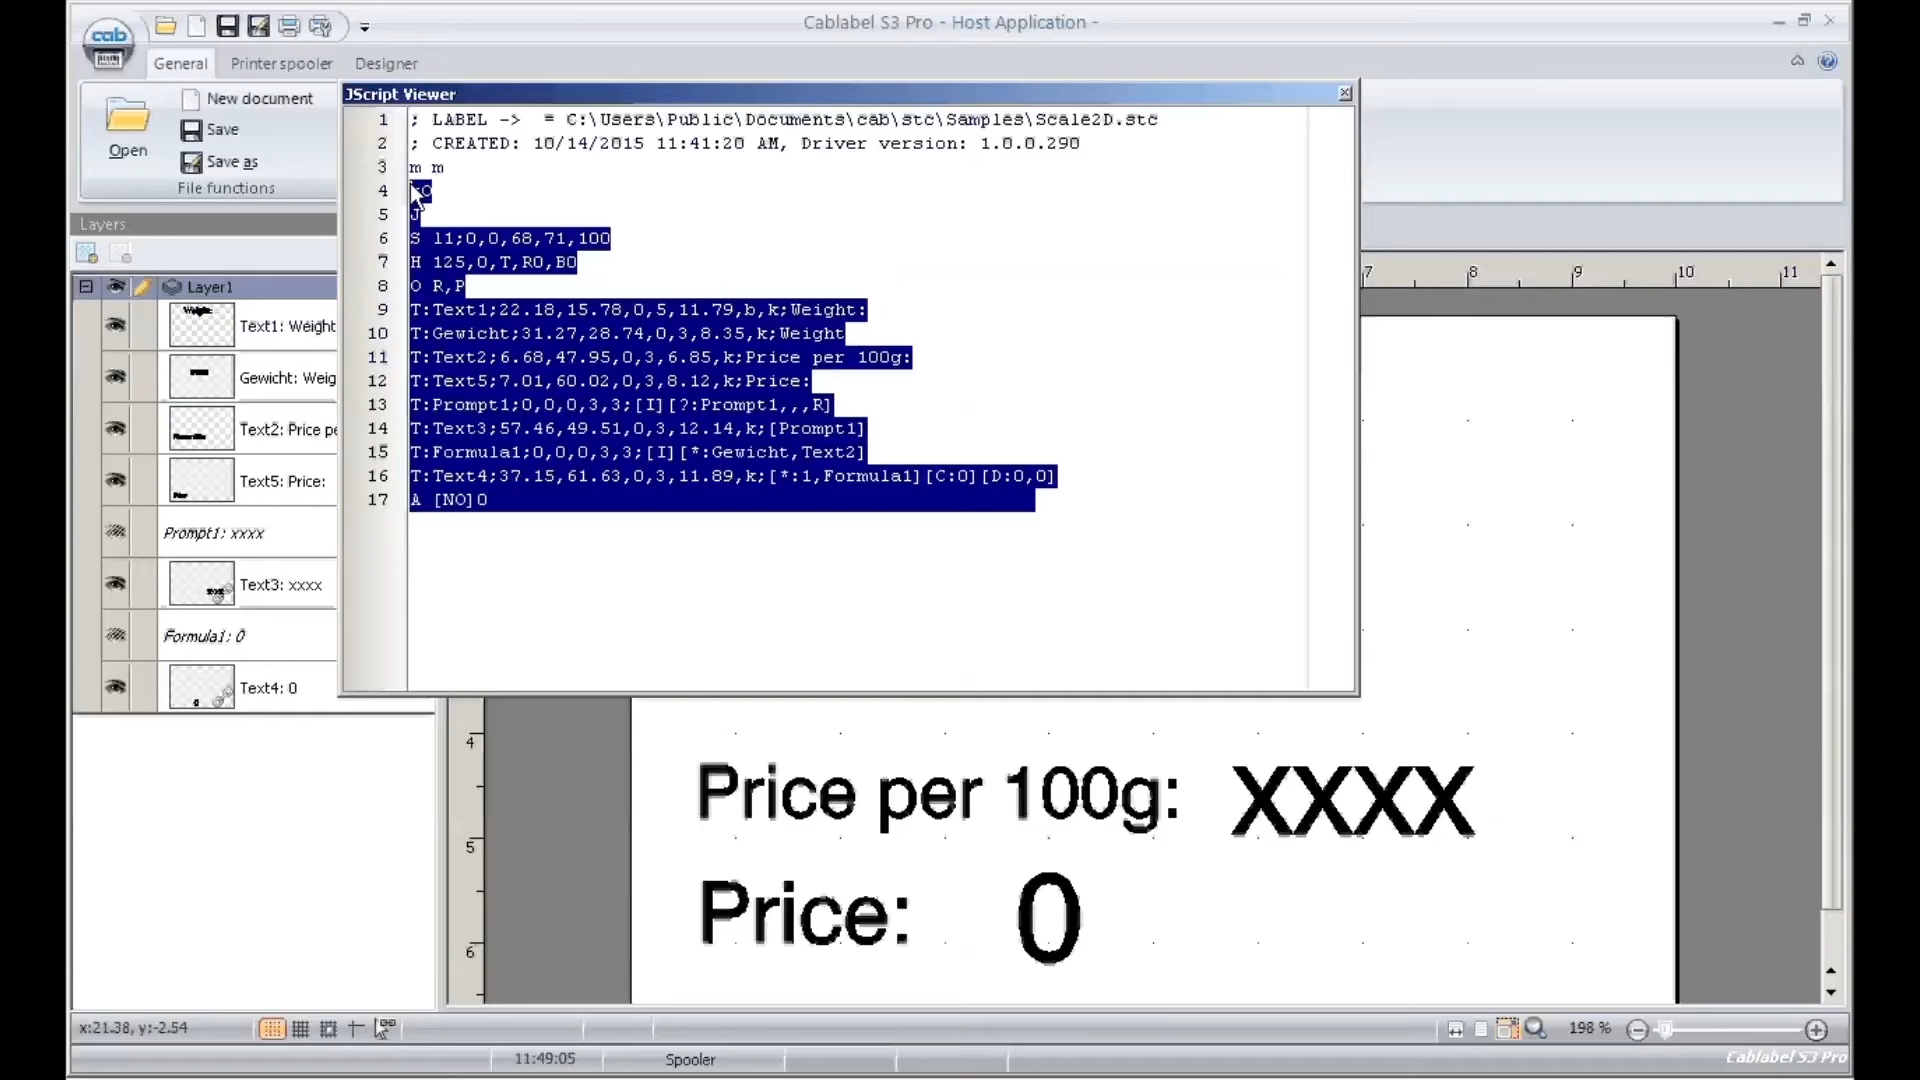 Cablabel S3 Pro - Host Application -
cab
General Printer spooler Designer
New document
Save
Open
Save as
File functions
JScript Viewer
1 ; LABEL -> = C:\Users\Public\Documents\cab\stc\Samples\Scale2D.stc
2 ; CREATED: 10/14/2015 11:41:20 AM, Driver version: 1.0.0.290
3 m m
4
5 J
6 S l1;0,0,68,71,100
7 H 125,0,T,R0,B0
8 O R,P
9 T:Text1;22.18,15.78,0,5,11.79,b,k;Weight:
10 T:Gewicht;31.27,28.74,0,3,8.35,k;Weight
11 T:Text2;6.68,47.95,0,3,6.85,k;Price per 100g:
12 T:Text5;7.01,60.02,0,3,8.12,k;Price:
13 T:Prompt1;0,0,0,3,3;[I][?:Prompt1,,,R]
14 T:Text3;57.46,49.51,0,3,12.14,k;[Prompt1]
15 T:Formula1;0,0,0,3,3;[I][*:Gewicht,Text2]
16 T:Text4;37.15,61.63,0,3,11.89,k;[*:1,Formula1][C:0][D:0,0]
17 A [NO]0
Layers
Layer1
Text1: Weight
Gewicht: Weig
Text2: Price pe
Text5: Price:
Prompt1: xxxx
Text3: xxxx
Formula1: 0
Text4: 0
7 8 9 10 11
4
5
6
Price per 100g: XXXX
Price: 0
x:21.38, y:-2.54
198 %
11:49:05 Spooler
Cablabel S3 Pro